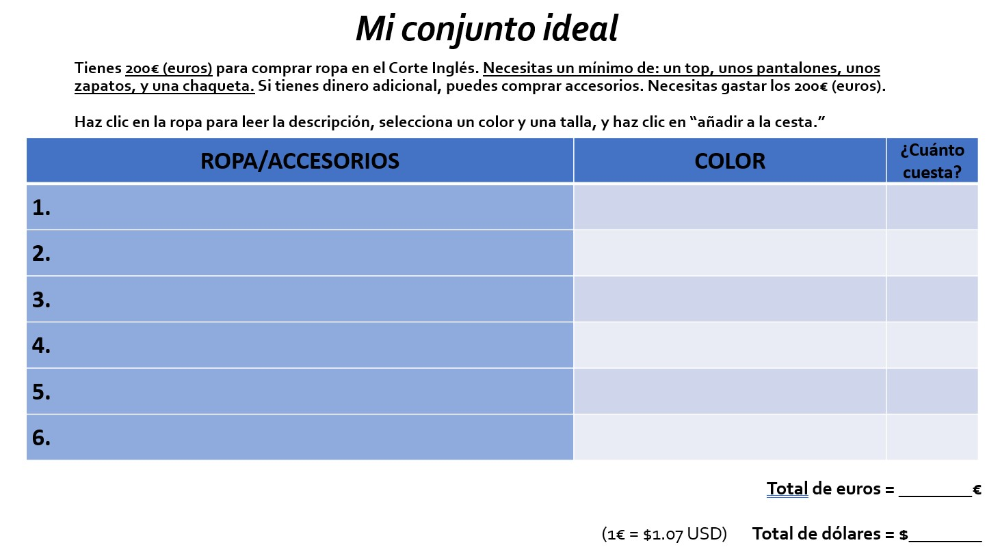 Mi conjunto ideal
Tienes 200€ (euros) para comprar ropa en el Corte Inglés. Necesitas un mínimo de: un top, unos pantalones, unos
zapatos, y una chaqueta. Si tienes dinero adicional, puedes comprar accesorios. Necesitas gastar los 200€ (euros).
Haz clic en la ropa para leer la descripción, selecciona un color y una talla, y haz clic en “añadir a la cesta.”
ROPA/ACCESORIOS
COLOR
¿Cuánto
cuesta?
1.
2.
3.
4.
5.
6.
Total de euros = ________€
(1€ = $1.07 USD) Total de dólares = $________